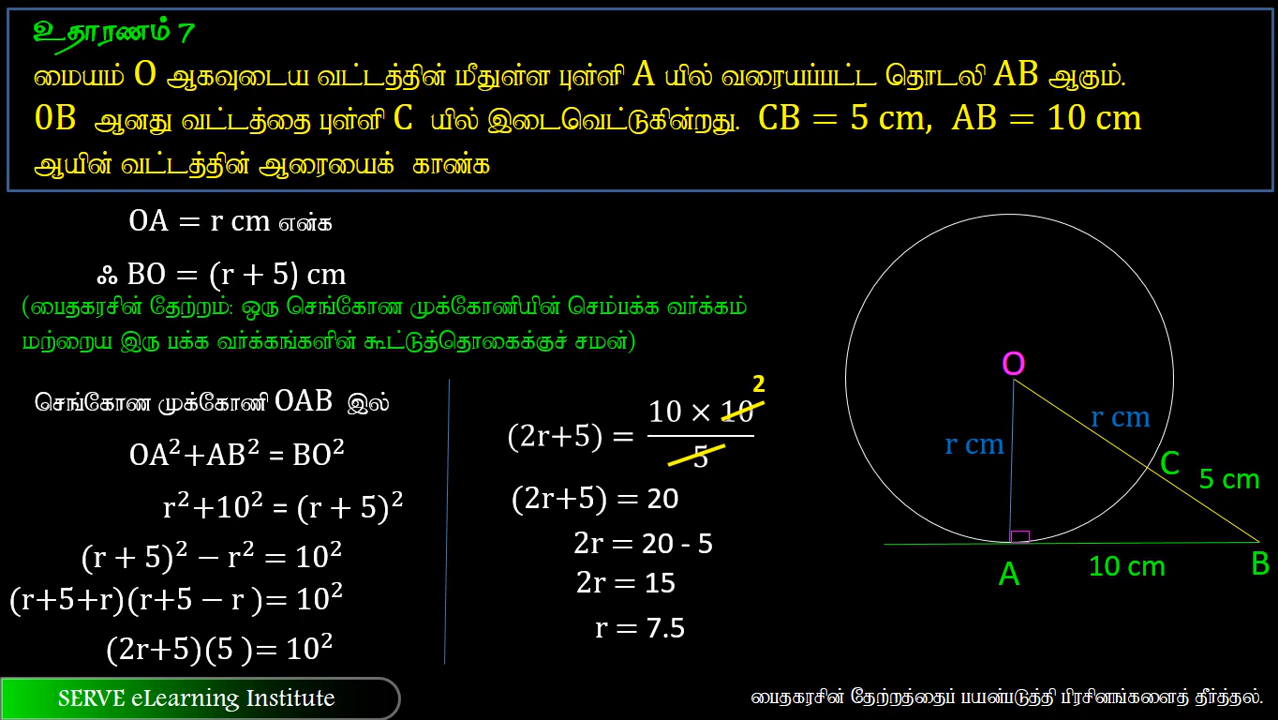 உதாரணம் 7
மையம் O ஆகவுடைய வட்டத்தின் மீதுள்ள புள்ளி A யில் வரையப்பட்ட தொடலி AB ஆகும்.
0B ஆனது வட்டத்தை புள்ளி C யில் இடைவெட்டுகின்றது. CB = 5 cm, AB = 10 cm
ஆயின் வட்டத்தின் ஆரையைக் காண்க
OA = r cm என்க
ஃ BO = (r + 5) cm
(பைதகரசின் தேற்றம்: ஒரு செங்கோண முக்கோணியின் செம்பக்க வர்க்கம்
மற்றைய இரு பக்க வர்க்கங்களின் கூட்டுத்தொகைக்குச் சமன்)
செங்கோண முக்கோணி OAB இல்
OA²+AB² = BO²
r²+10² = (r + 5)²
(r + 5)² − r² = 10²
(r+5+r)(r+5 − r )= 10²
(2r+5)(5 )= 10²
2
(2r+5) = 10 × 10
5
(2r+5) = 20
2r = 20 - 5
2r = 15
r = 7.5
O
r cm
r cm
C
5 cm
A
10 cm
B
SERVE eLearning Institute
பைதகரசின் தேற்றத்தைப் பயன்படுத்தி பிரசினங்களைத் தீர்த்தல்.